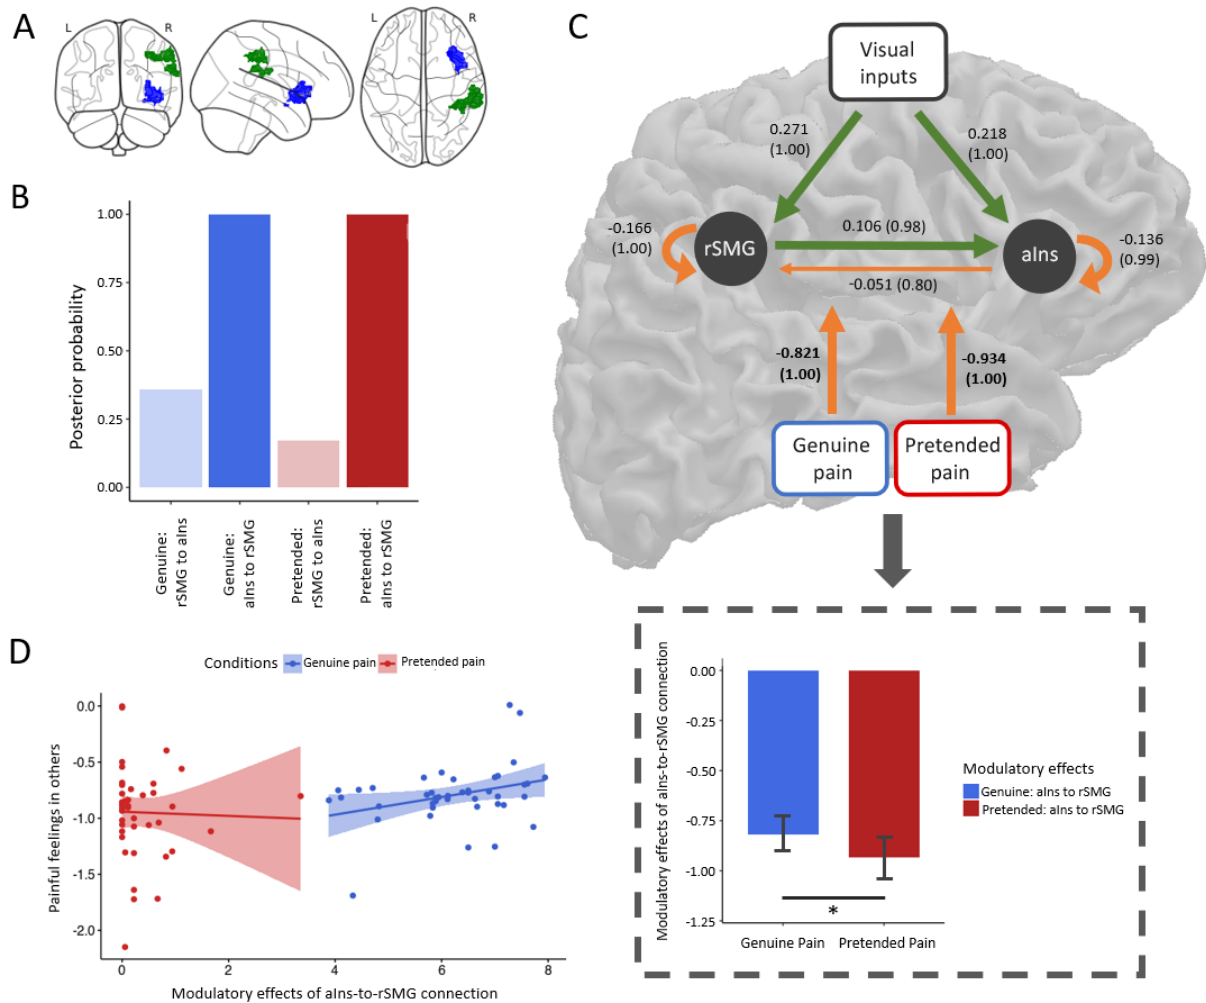 A
L
R
L
R
B
Posterior probability
1.00
0.75
0.50
0.25
0.00
Genuine:
rSMG to aIns
Genuine:
aIns to rSMG
Pretended:
rSMG to aIns
Pretended:
aIns to rSMG
C
Visual
inputs
0.271
(1.00)
0.218
(1.00)
-0.166
(1.00)
rSMG
0.106 (0.98)
aIns
-0.136
(0.99)
-0.051 (0.80)
-0.821
(1.00)
-0.934
(1.00)
Genuine
pain
Pretended
pain
Modulatory effects of aIns-to-rSMG connection
0.00
-0.25
-0.50
-0.75
-1.00
-1.25
*
Genuine Pain
Pretended Pain
Modulatory effects
Genuine: aIns to rSMG
Pretended: aIns to rSMG
D
Conditions
Genuine pain
Pretended pain
Painful feelings in others
0.0
-0.5
-1.0
-1.5
-2.0
0
2
4
6
8
Modulatory effects of aIns-to-rSMG connection